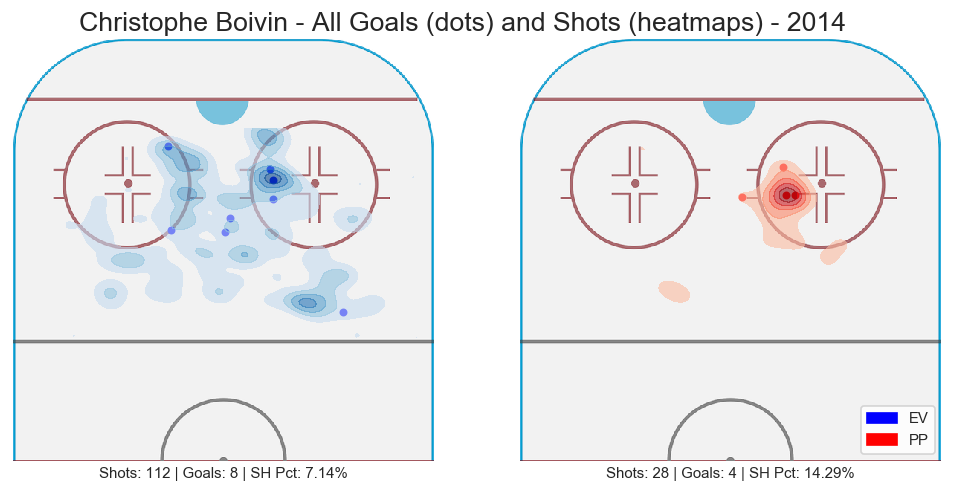 Christophe Boivin - All Goals (dots) and Shots (heatmaps) - 2014
EV
PP
Shots: 112 | Goals: 8 | SH Pct: 7.14%
Shots: 28 | Goals: 4 | SH Pct: 14.29%